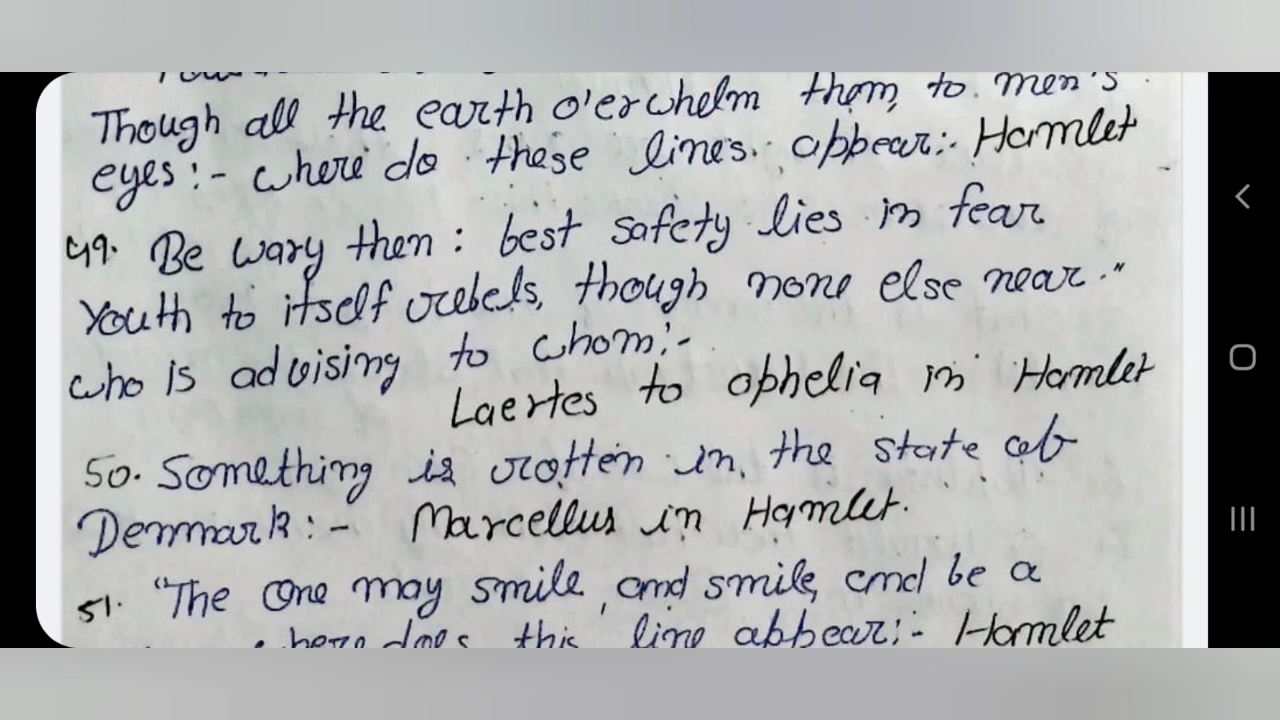 Though all the earth o'erwhelm them, to men's
eyes :- where do these lines appear:- Hamlet
49. Be wary then : best safety lies in fear
Youth to itself rebels, though none else near."
who is advising to whom:-
Laertes to ophelia in Hamlet
50. Something is rotten in the state of
Denmark :- Marcellus in Hamlet.
51. "The One may smile, and smile, and be a
where does this line appear:- Hamlet